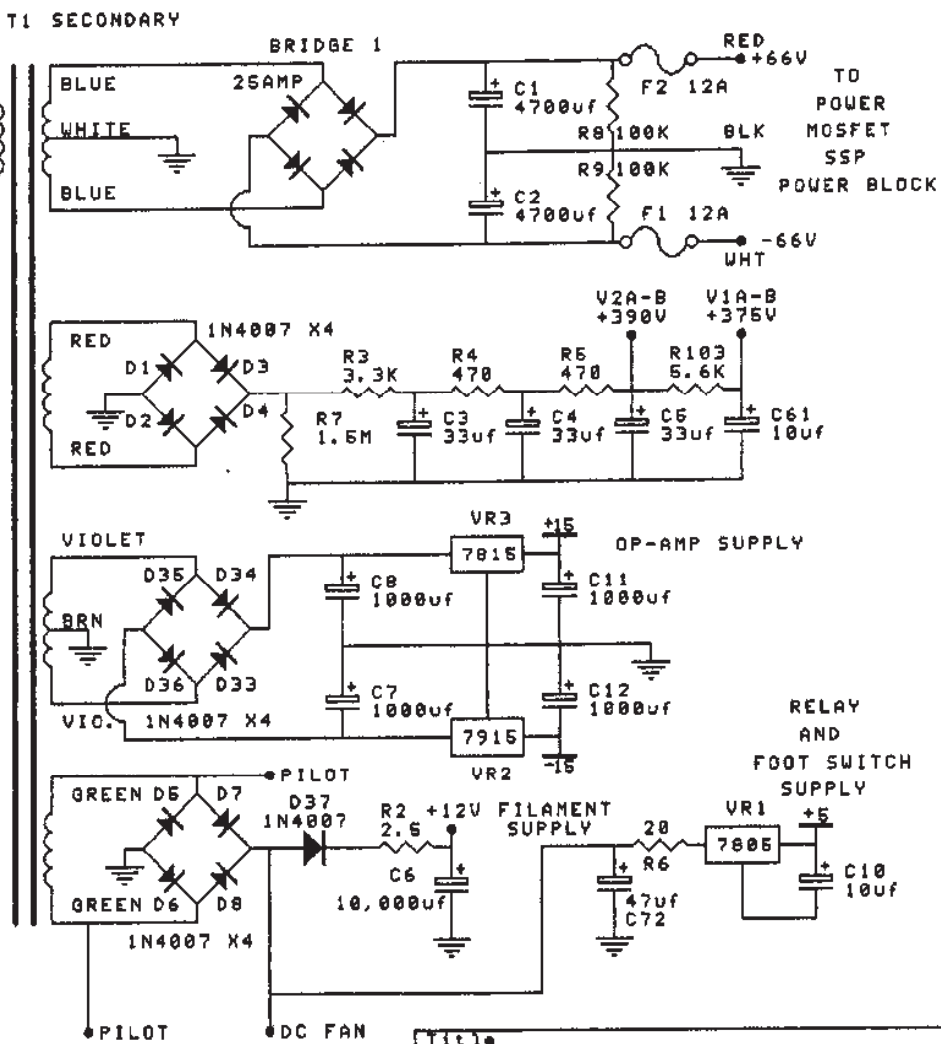 T1 SECONDARY
BRIDGE 1
25AMP
BLUE
WHITE
BLUE
C1
4700uf
C2
4700uf
R8 100K
R9 100K
F2 12A
F1 12A
RED
+66V
BLK
-66V
WHT
TO
POWER
MOSFET
SSP
POWER BLOCK
1N4007 X4
RED
RED
D1
D3
D2
D4
R3
3.3K
R4
470
R5
470
R103
5.6K
V2A-B
+390V
V1A-B
+375V
R7
1.5M
C3
33uf
C4
33uf
C5
33uf
C61
10uf
VIOLET
BRN
VIO.
D35
D34
D36
D33
1N4007 X4
C8
1000uf
C7
1000uf
VR3
7815
7915
VR2
+15
-15
C11
1000uf
C12
1000uf
OP-AMP SUPPLY
RELAY
AND
FOOT SWITCH
SUPPLY
GREEN D5
D7
GREEN D6
D8
1N4007 X4
PILOT
PILOT
D37
1N4007
R2
2.5
+12V
FILAMENT
SUPPLY
C6
10,000uf
DC FAN
20
R6
47uf
C72
VR1
7805
+5
C10
10uf
Title